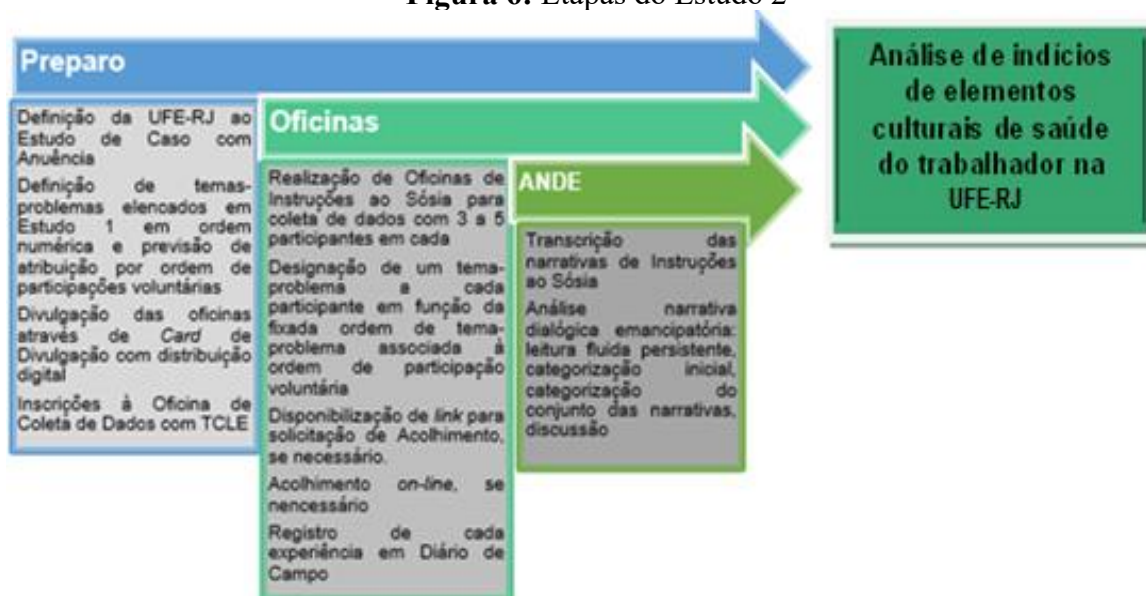 Figura 6: Etapas do Estudo 2
Preparo
Definição da UFE-RJ ao
Estudo de Caso com
Anuência
Definição de temas-
problemas elencados em
Estudo 1 em ordem
numérica e previsão de
atribuição por ordem de
participações voluntárias
Divulgação das oficinas
através de Card de
Divulgação com distribuição
digital
Inscrições à Oficina de
Coleta de Dados com TCLE
Oficinas
Realização de Oficinas de
Instruções ao Sósia para
coleta de dados com 3 a 5
participantes em cada
Designação de um tema-
problema a cada
participante em função da
fixada ordem de tema-
problema associada à
ordem de participação
voluntária
Disponibilização de link para
solicitação de Acolhimento,
se necessário.
Acolhimento on-line, se
nencessário
Registro de cada
experiência em Diário de
Campo
ANDE
Transcrição das
narrativas de Instruções
ao Sósia
Análise narrativa
dialógica emancipatória:
leitura fluida persistente,
categorização inicial,
categorização do
conjunto das narrativas,
discussão
Análise de indícios
de elementos
culturais de saúde
do trabalhador na
UFE-RJ